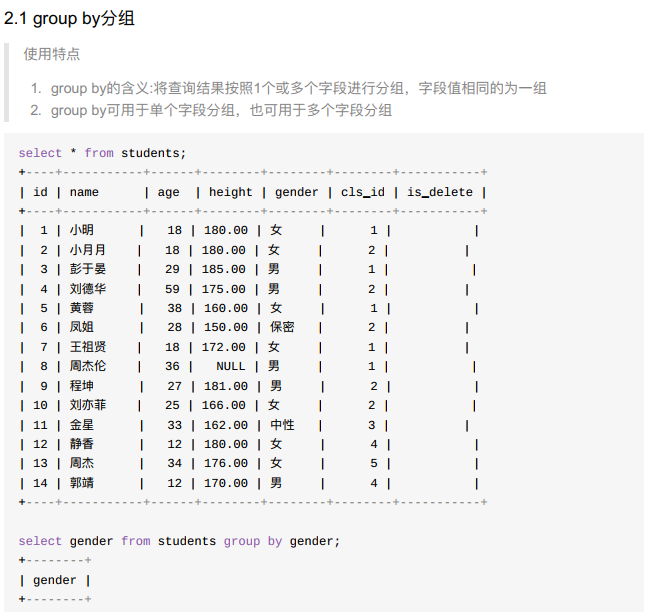 2.1 group by分组
使用特点
1. group by的含义:将查询结果按照1个或多个字段进行分组，字段值相同的为一组
2. group by可用于单个字段分组，也可用于多个字段分组
select * from students;
+----+-----------+------+--------+--------+--------+-----------+
| id | name      | age  | height | gender | cls_id | is_delete |
+----+-----------+------+--------+--------+--------+-----------+
|  1 | 小明      |   18 | 180.00 | 女     |      1 |           |
|  2 | 小月月    |   18 | 180.00 | 女     |      2 |          |
|  3 | 彭于晏    |   29 | 185.00 | 男     |      1 |           |
|  4 | 刘德华    |   59 | 175.00 | 男     |      2 |          |
|  5 | 黄蓉      |   38 | 160.00 | 女     |      1 |           |
|  6 | 凤姐      |   28 | 150.00 | 保密   |      2 |          |
|  7 | 王祖贤    |   18 | 172.00 | 女     |      1 |          |
|  8 | 周杰伦    |   36 |   NULL | 男     |      1 |           |
|  9 | 程坤      |   27 | 181.00 | 男     |      2 |           |
| 10 | 刘亦菲    |   25 | 166.00 | 女     |      2 |           |
| 11 | 金星      |   33 | 162.00 | 中性   |      3 |          |
| 12 | 静香      |   12 | 180.00 | 女     |      4 |           |
| 13 | 周杰      |   34 | 176.00 | 女     |      5 |           |
| 14 | 郭靖      |   12 | 170.00 | 男     |      4 |           |
+----+-----------+------+--------+--------+--------+-----------+
select gender from students group by gender;
+--------+
| gender |
+--------+